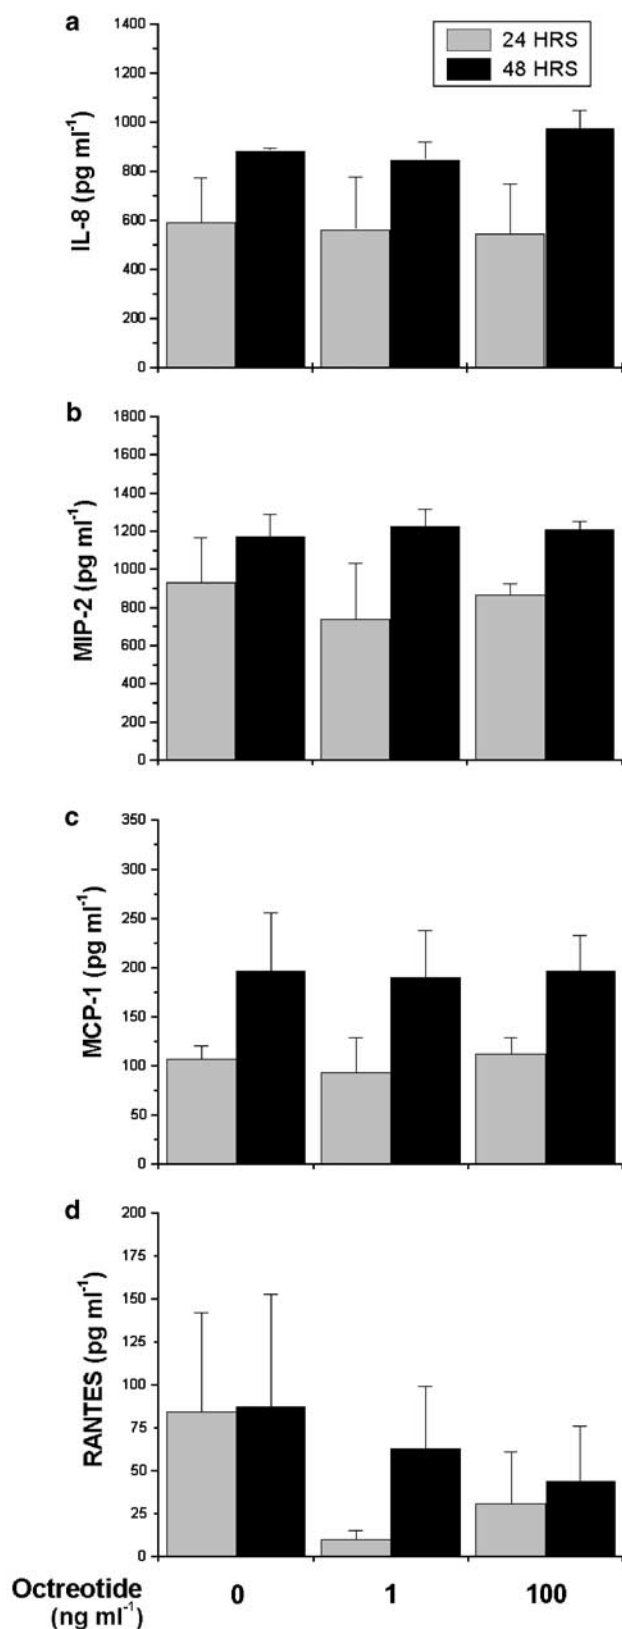 a
24 HRS
48 HRS
IL-8 (pg ml⁻¹)
1400
1200
1000
800
600
400
200
0
b
MIP-2 (pg ml⁻¹)
1800
1600
1400
1200
1000
800
600
400
200
0
c
MCP-1 (pg ml⁻¹)
350
300
250
200
150
100
50
0
d
RANTES (pg ml⁻¹)
200
175
150
125
100
75
50
25
0
Octreotide 0 1 100
(ng ml⁻¹)